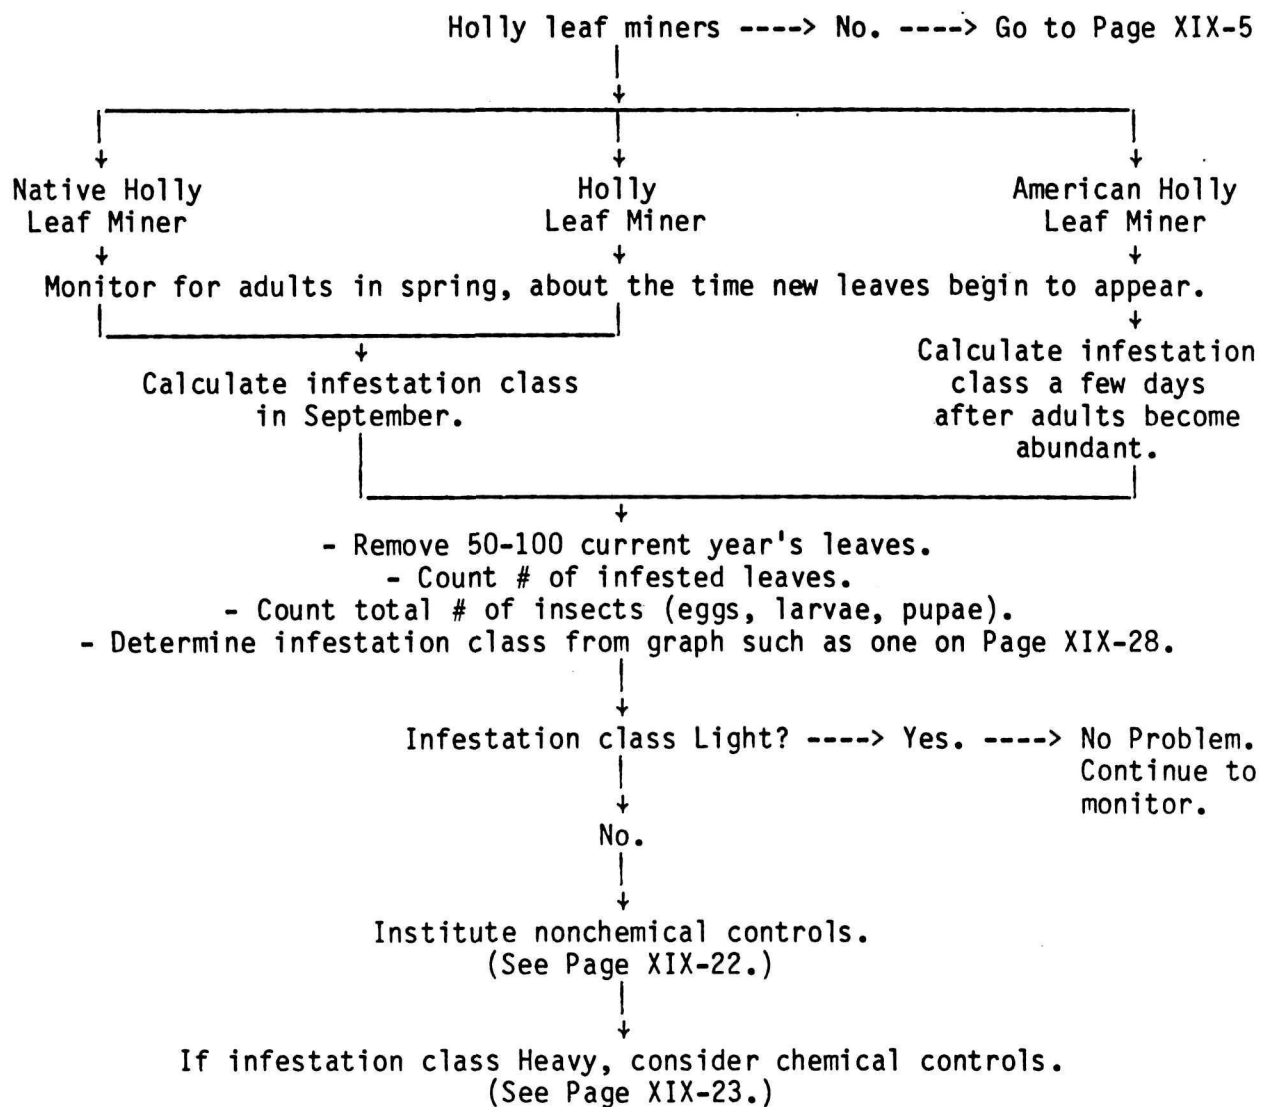 Holly leaf miners ----> No. ----> Go to Page XIX-5
Native Holly
Leaf Miner
Holly
Leaf Miner
American Holly
Leaf Miner
Monitor for adults in spring, about the time new leaves begin to appear.
Calculate infestation class
in September.
Calculate infestation
class a few days
after adults become
abundant.
- Remove 50-100 current year's leaves.
- Count # of infested leaves.
- Count total # of insects (eggs, larvae, pupae).
- Determine infestation class from graph such as one on Page XIX-28.
Infestation class Light? ----> Yes. ----> No Problem.
Continue to
monitor.
No.
Institute nonchemical controls.
(See Page XIX-22.)
If infestation class Heavy, consider chemical controls.
(See Page XIX-23.)